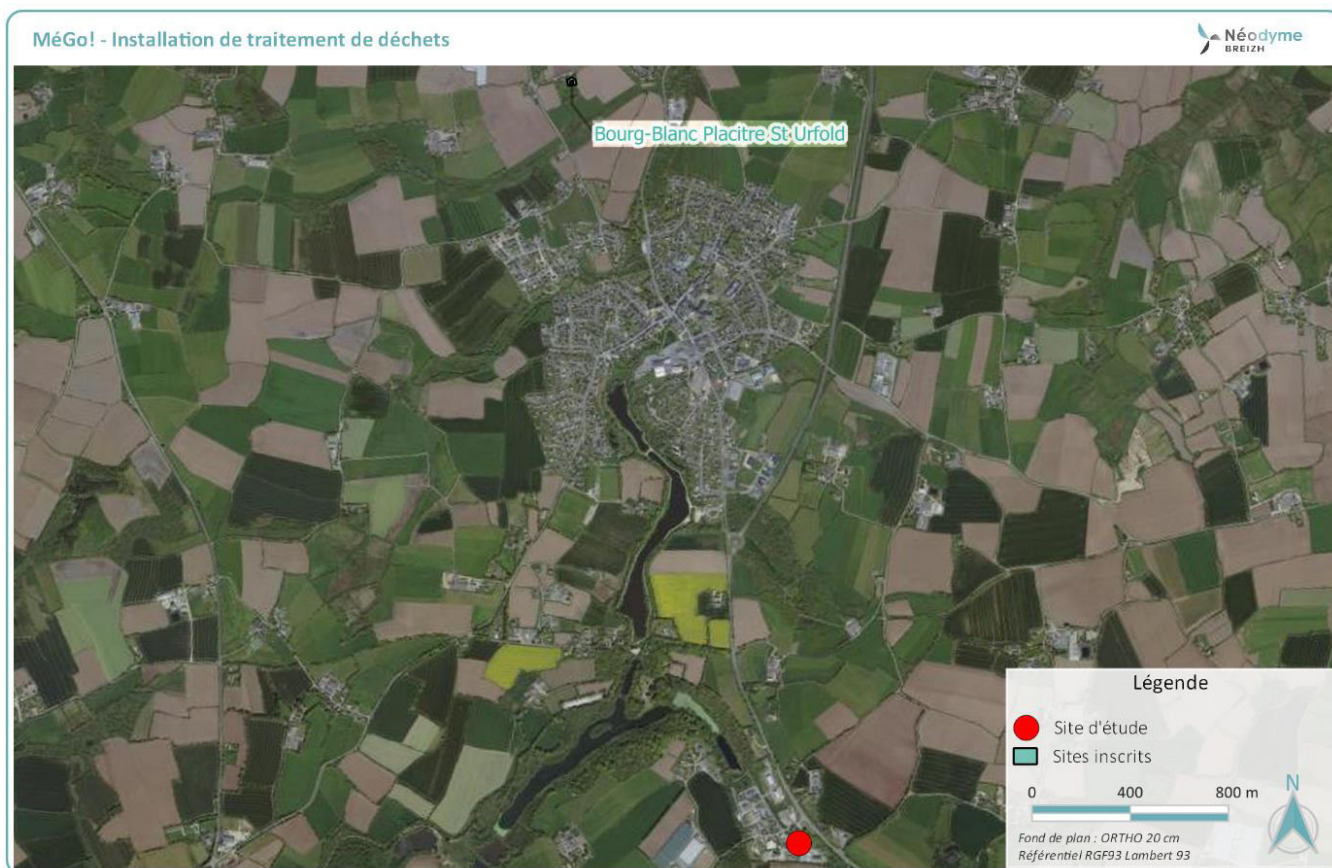 MéGo! - Installation de traitement de déchets
Néodyme
BREIZH
Bourg-Blanc Placitre St Urfold
Légende
Site d'étude
Sites inscrits
0 400 800 m
N
Fond de plan : ORTHO 20 cm
Référentiel RGF93 Lambert 93